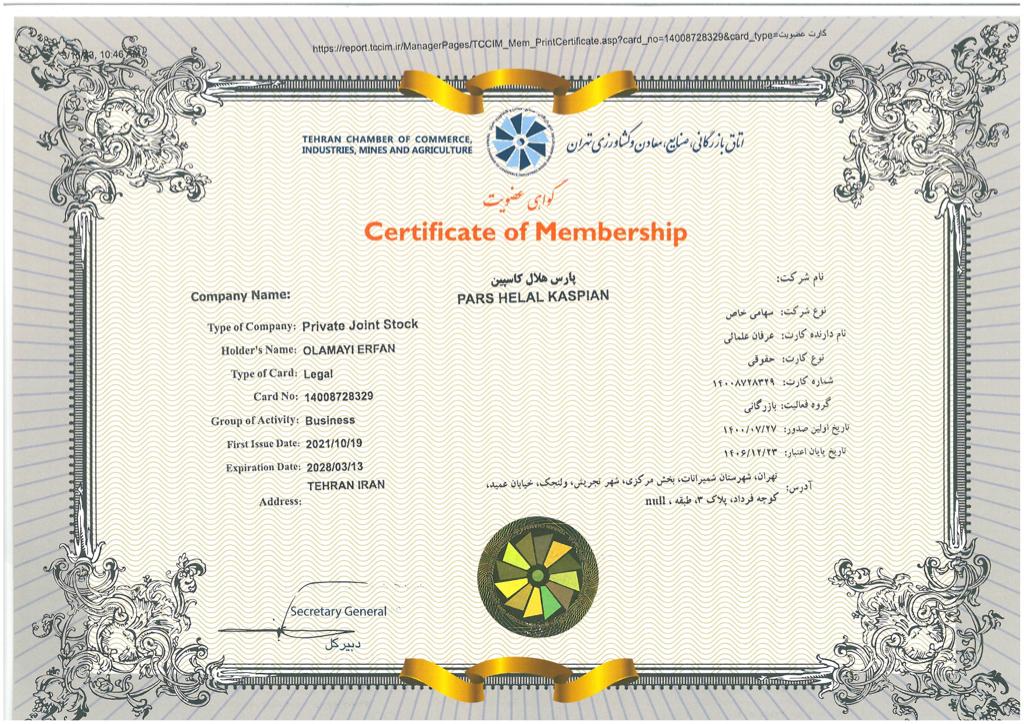 10:46 AM
https://report.tccim.ir/ManagerPages/TCCIM_Mem_PrintCertificate.asp?card_no=14008728329&card_type=کارت عضویت
TEHRAN CHAMBER OF COMMERCE,
INDUSTRIES, MINES AND AGRICULTURE
اتاق بازرگانی، صنایع، معادن و کشاورزی تهران
گواهی عضویت
Certificate of Membership
نام شرکت:
پارس هلال کاسپین
Company Name:
PARS HELAL KASPIAN
Type of Company: Private Joint Stock
نوع شرکت: سهامی خاص
Holder's Name: OLAMAYI ERFAN
نام دارنده کارت: عرفان علمائی
Type of Card: Legal
نوع کارت: حقوقی
Card No: 14008728329
شماره کارت: ۱۴۰۰۸۷۲۸۳۲۹
Group of Activity: Business
گروه فعالیت: بازرگانی
First Issue Date: 2021/10/19
تاریخ اولین صدور: ۱۴۰۰/۰۷/۲۷
Expiration Date: 2028/03/13
تاریخ پایان اعتبار: ۱۴۰۶/۱۲/۲۳
TEHRAN IRAN
Address:
آدرس:
تهران، شهرستان شمیرانات، بخش مرکزی، شهر تجریش، ولنجک، خیابان عمید،
کوچه فرداد، پلاک ۳، طبقه ، null
Secretary General
دبیرکل